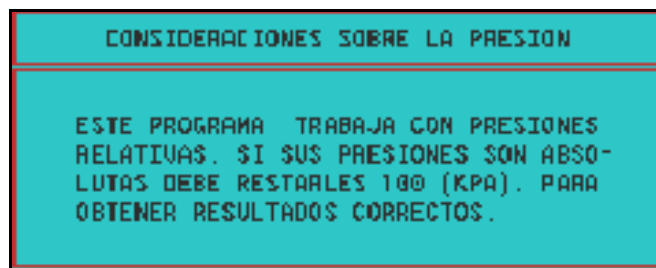 CONSIDERACIONES SOBRE LA PRESION
ESTE PROGRAMA TRABAJA CON PRESIONES
RELATIVAS. SI SUS PRESIONES SON ABSO-
LUTAS DEBE RESTARLES 100 (KPA). PARA
OBTENER RESULTADOS CORRECTOS.